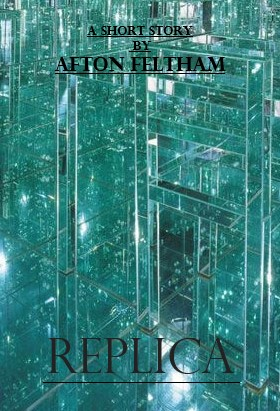 A SHORT STORY
BY
AFTON FELTHAM
REPLICA